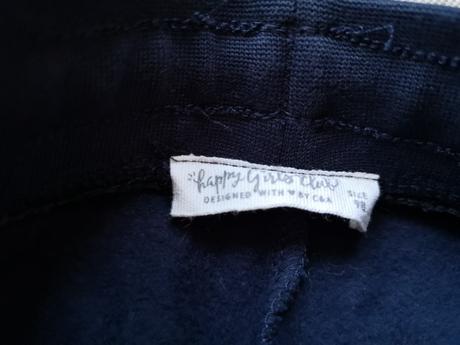 happy Girls Club
DESIGNED WITH ♥ BY C&A
SIZE
98